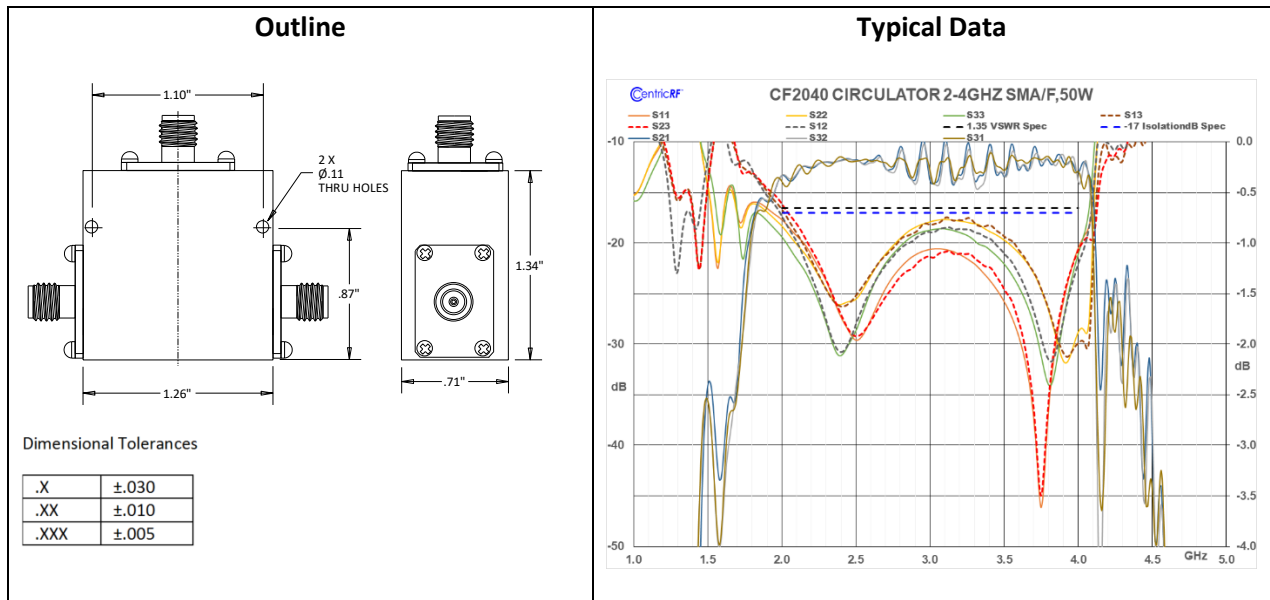 Outline
1.10"
2 X
Ø.11
THRU HOLES
.87"
1.34"
1.26"
.71"
Dimensional Tolerances
.X ±.030
.XX ±.010
.XXX ±.005
Typical Data
CentricRF™
CF2040 CIRCULATOR 2-4GHZ SMA/F,50W
S11 S22 S33 S13
S23 S12 1.35 VSWR Spec -17 IsolationdB Spec
S21 S32 S31
-10 0.0
-0.5
-20 -1.0
-1.5
-30 -2.0
dB dB
-2.5
-40 -3.0
-3.5
-50 -4.0
1.0 1.5 2.0 2.5 3.0 3.5 4.0 4.5 GHz 5.0